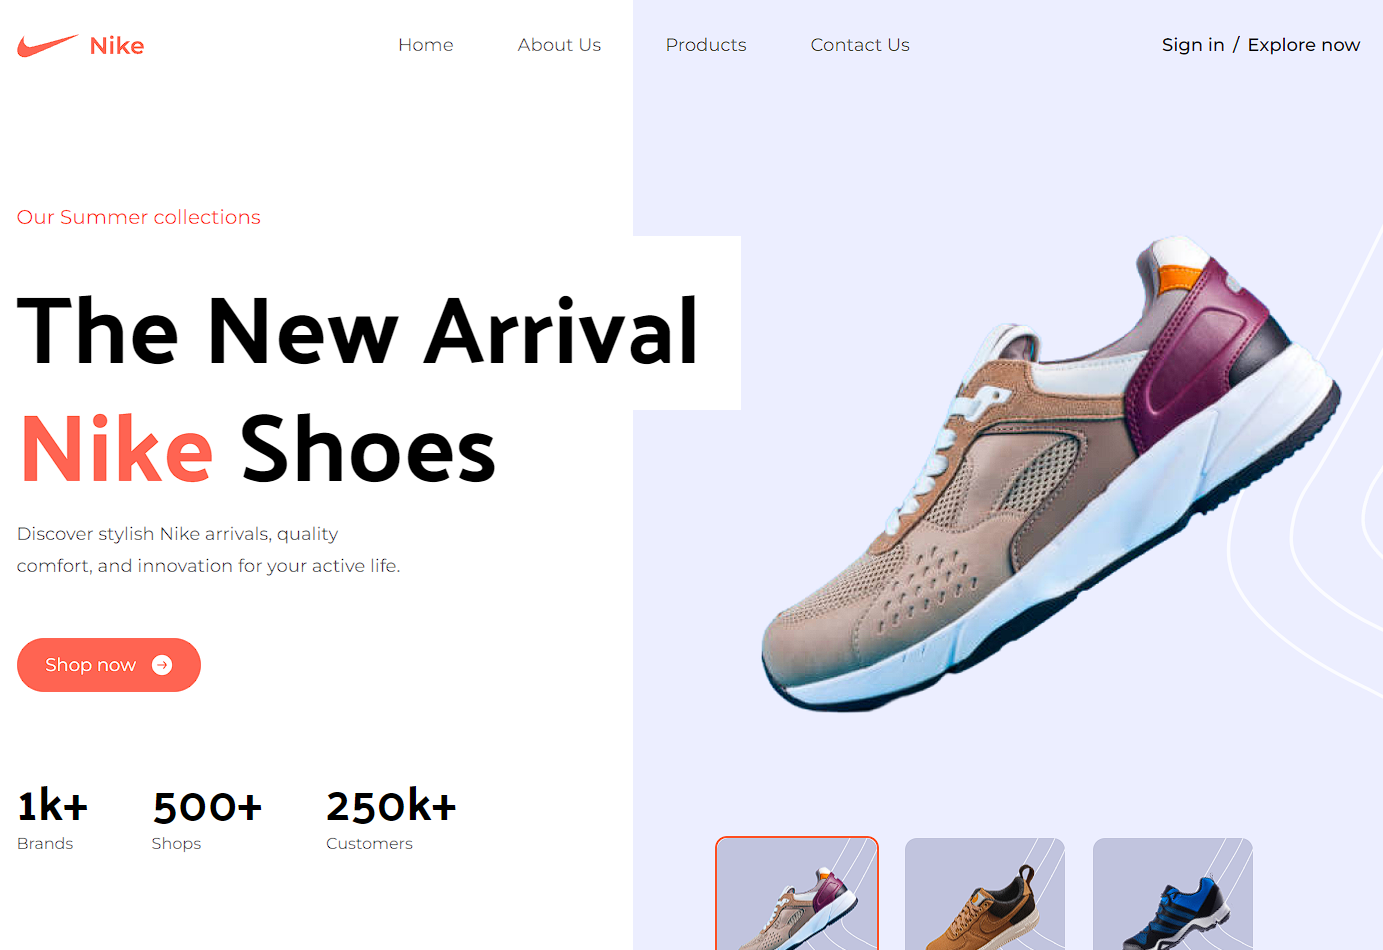 Nike
Home
About Us
Products
Contact Us
Sign in / Explore now
Our Summer collections
The New Arrival
Nike Shoes
Discover stylish Nike arrivals, quality
comfort, and innovation for your active life.
Shop now
1k+
Brands
500+
Shops
250k+
Customers